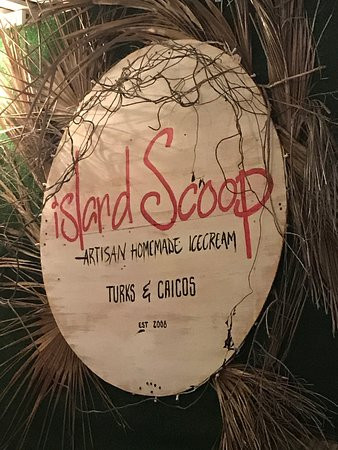 island Scoop
ARTISAN HOMEMADE ICECREAM
TURKS & CAICOS
EST 2008